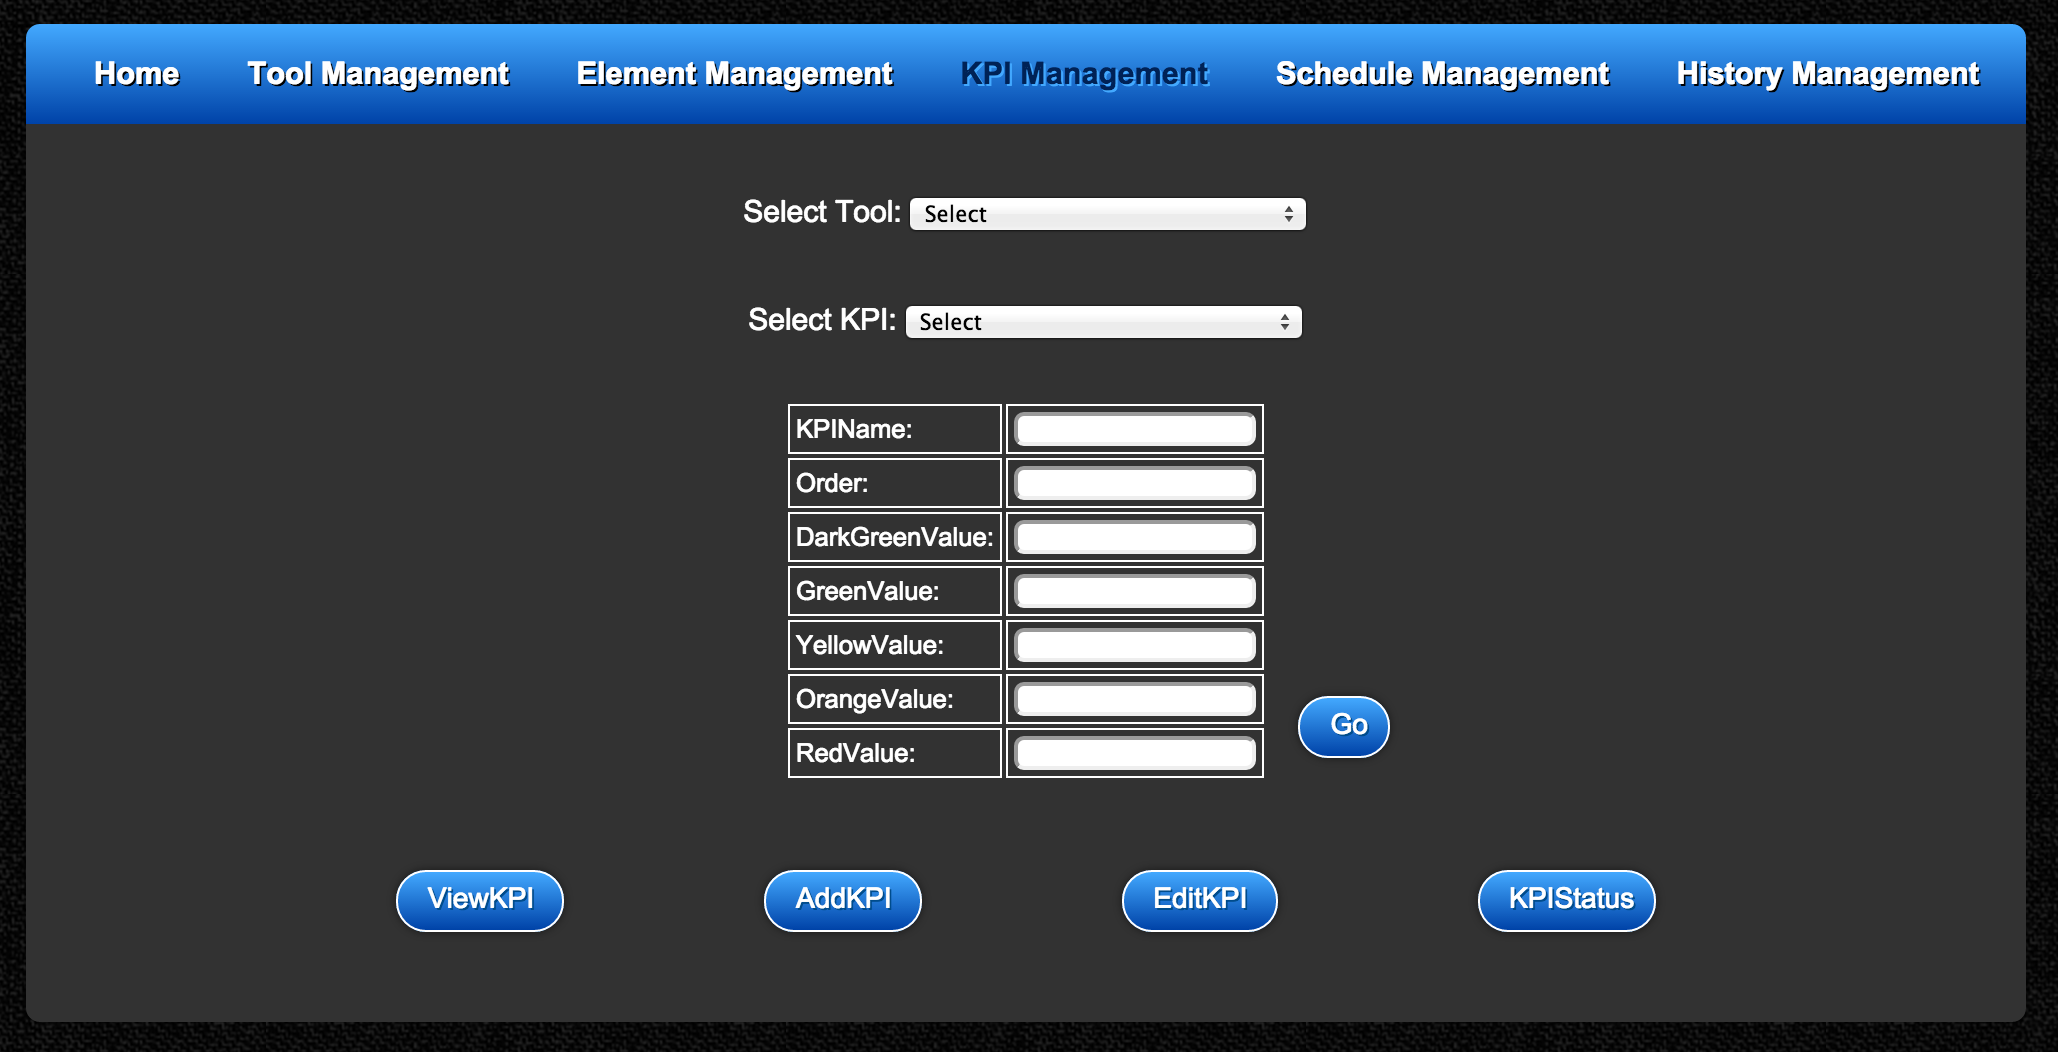 Home Tool Management Element Management KPI Management Schedule Management History Management
Select Tool: Select
Select KPI: Select
KPIName:
Order:
DarkGreenValue:
GreenValue:
YellowValue:
OrangeValue:
Go
RedValue:
ViewKPI AddKPI EditKPI KPIStatus